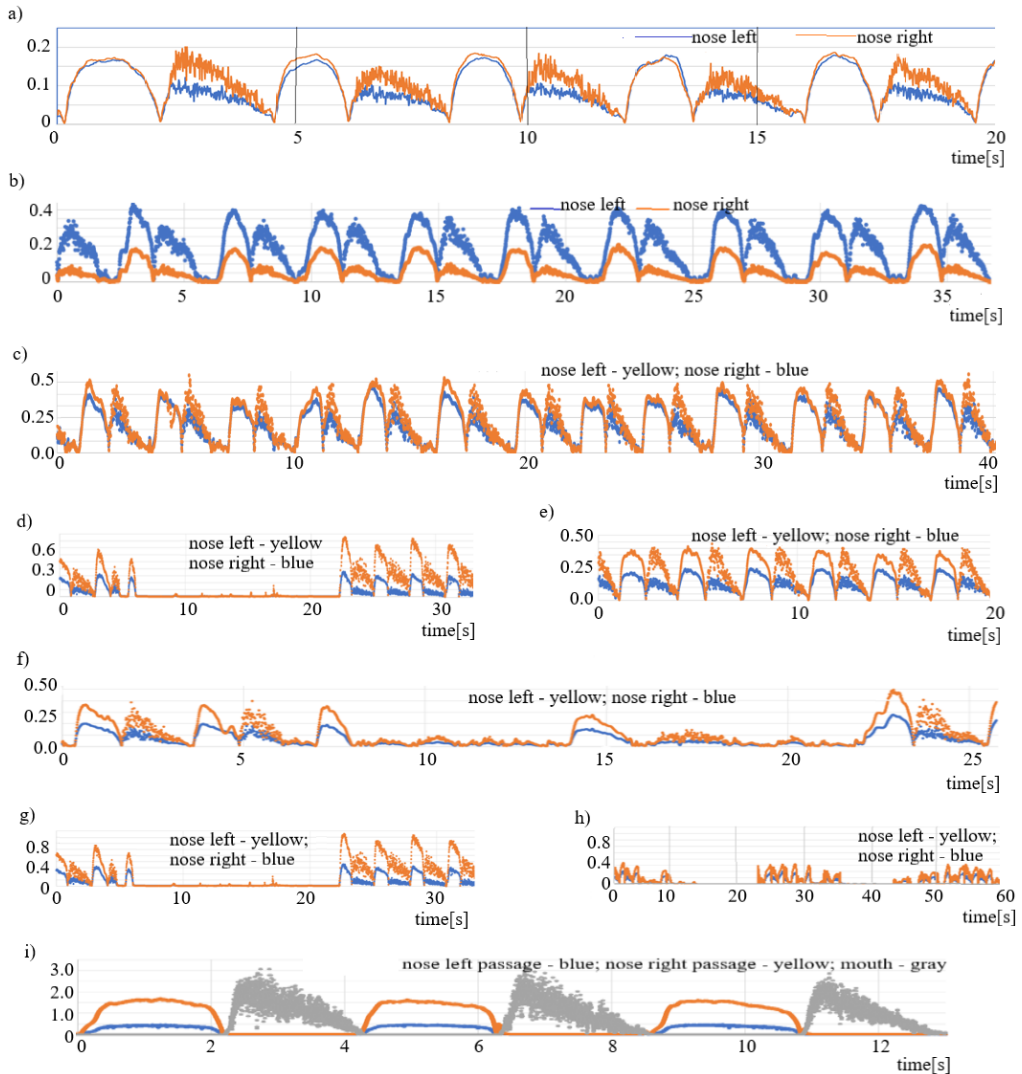 a)
nose left nose right
0.2
0.1
0
0 5 10 15 20
time[s]
b)
0.4
nose left nose right
0.2
0
0 5 10 15 20 25 30 35
time[s]
c)
nose left - yellow; nose right - blue
0.5
0.25
0.0
0 10 20 30 40
time[s]
d)
nose left - yellow
nose right - blue
0.6
0.3
0
0 10 20 30
time[s]
e)
nose left - yellow; nose right - blue
0.50
0.25
0.0
0 10 20
time[s]
f)
nose left - yellow; nose right - blue
0.50
0.25
0.0
0 5 10 15 20 25
time[s]
g)
nose left - yellow;
nose right - blue
0.8
0.4
0
0 10 20 30
time[s]
h)
nose left - yellow;
nose right - blue
0.8
0.4
0
0 10 20 30 40 50 60
time[s]
i)
nose left passage - blue; nose right passage - yellow; mouth - gray
3.0
2.0
1.0
0
0 2 4 6 8 10 12
time[s]